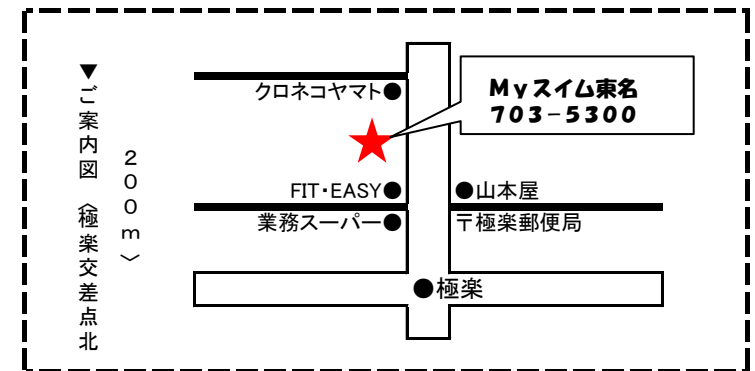 ▼ご案内図〈極楽交差点北
200m〉
クロネコヤマト●
Myスイム東名
703-5300
FIT・EASY●
●山本屋
業務スーパー●
〒極楽郵便局
●極楽